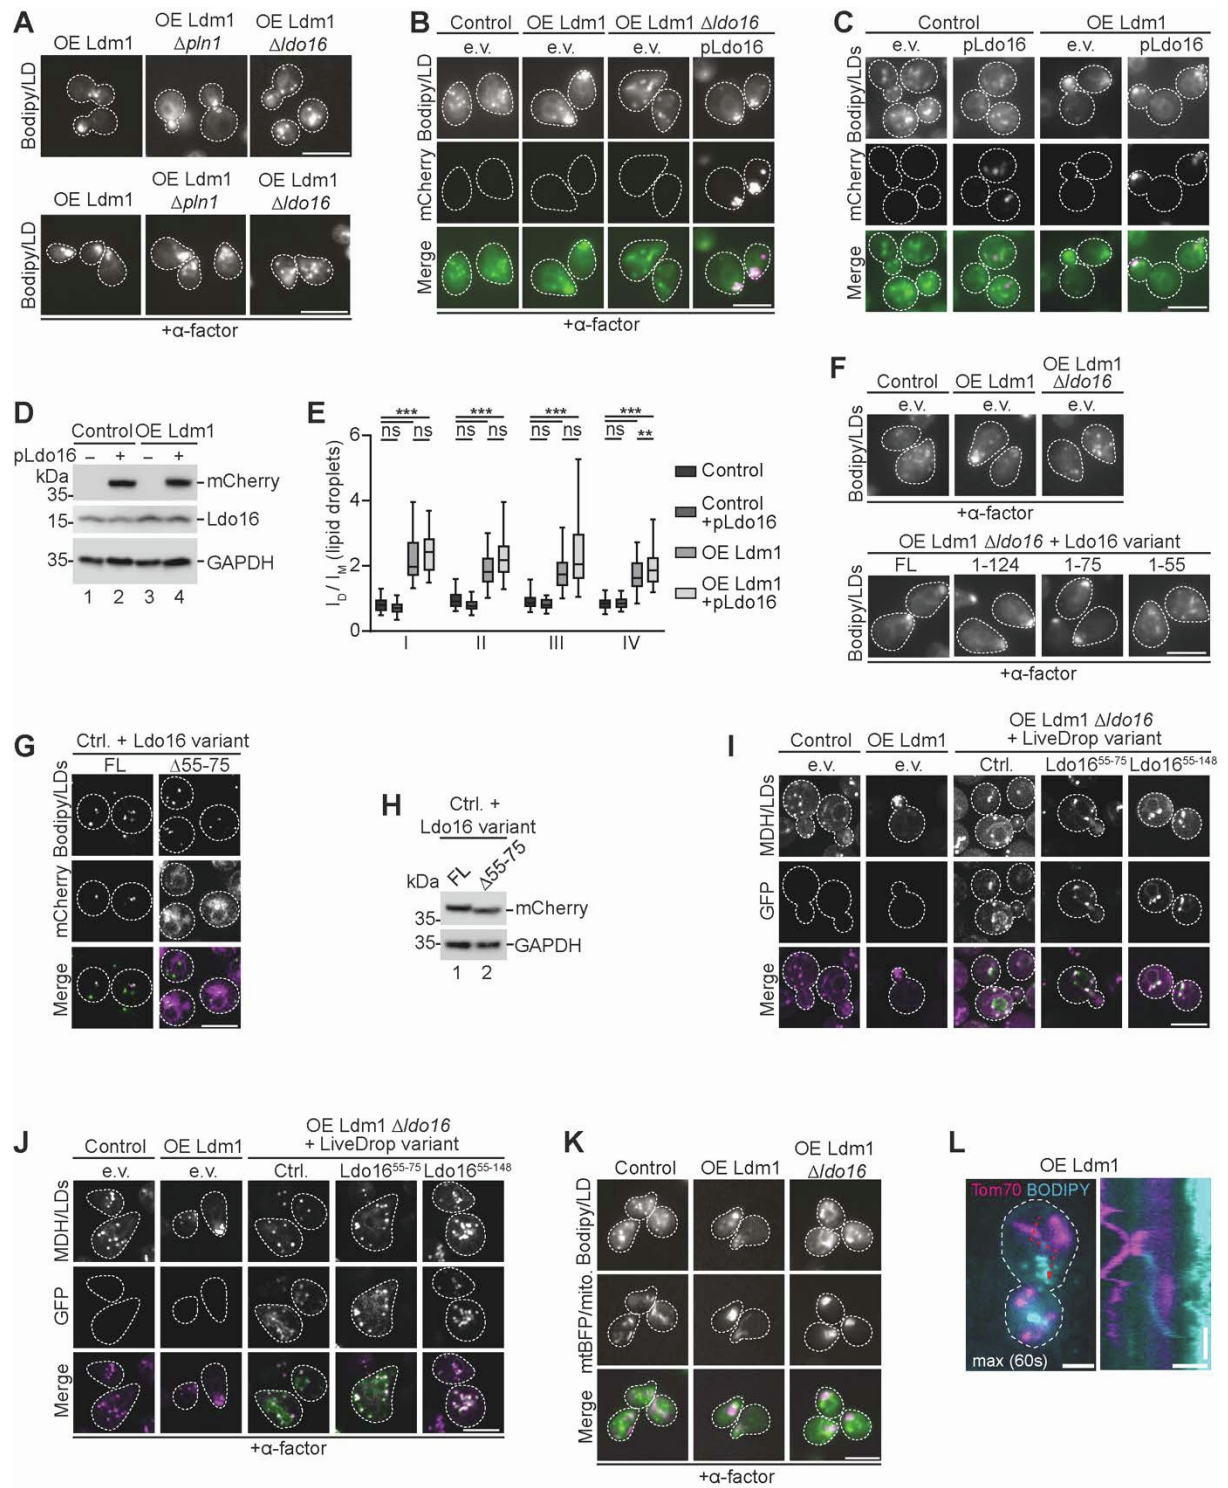 A
OE Ldm1
OE Ldm1
Δpln1
OE Ldm1
Δldo16
Bodipy/LD
OE Ldm1
OE Ldm1
Δpln1
OE Ldm1
Δldo16
Bodipy/LD
+α-factor
B
Control OE Ldm1 OE Ldm1 Δldo16
e.v. e.v. e.v. pLdo16
Bodipy/LD
mCherry
Merge
+α-factor
C
Control OE Ldm1
e.v. pLdo16 e.v. pLdo16
Bodipy/LDs
mCherry
Merge
D
Control OE Ldm1
pLdo16 – + – +
kDa
35 mCherry
15 Ldo16
35 GAPDH
1 2 3 4
E
*** *** *** ***
ns ns ns ns ns ns ns **
I_D/ I_M (lipid droplets)
6
4
2
0
I II III IV
Control
Control
+pLdo16
OE Ldm1
OE Ldm1
+pLdo16
F
Control OE Ldm1 OE Ldm1
Δldo16
e.v. e.v. e.v.
Bodipy/LDs
+α-factor
OE Ldm1 Δldo16 + Ldo16 variant
FL 1-124 1-75 1-55
Bodipy/LDs
+α-factor
G
Ctrl. + Ldo16 variant
FL Δ55-75
Bodipy/LDs
mCherry
Merge
H
Ctrl. +
Ldo16 variant
kDa FL Δ55-75
35 mCherry
35 GAPDH
1 2
I
Control OE Ldm1 OE Ldm1 Δldo16
+ LiveDrop variant
e.v. e.v. Ctrl. Ldo16⁵⁵⁻⁷⁵ Ldo16⁵⁵⁻¹⁴⁸
MDH/LDs
GFP
Merge
J
Control OE Ldm1 OE Ldm1 Δldo16
+ LiveDrop variant
e.v. e.v. Ctrl. Ldo16⁵⁵⁻⁷⁵ Ldo16⁵⁵⁻¹⁴⁸
MDH/LDs
GFP
Merge
+α-factor
K
Control OE Ldm1 OE Ldm1
Δldo16
Bodipy/LD
mtBFP/mito.
Merge
+α-factor
L
OE Ldm1
Tom70 BODIPY
max (60s)